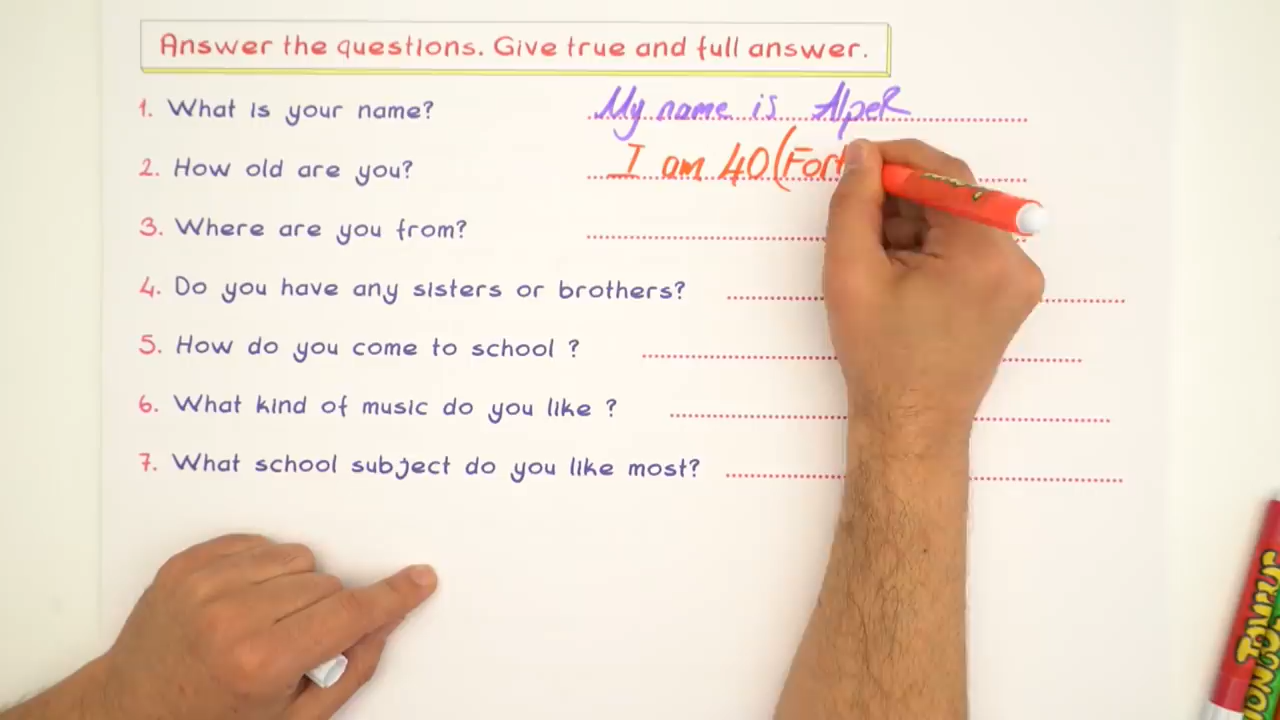 Answer the questions. Give true and full answer.
1. What is your name? My name is Alper
2. How old are you? I am 40 (Fort
3. Where are you from?
4. Do you have any sisters or brothers?
5. How do you come to school ?
6. What kind of music do you like ?
7. What school subject do you like most?